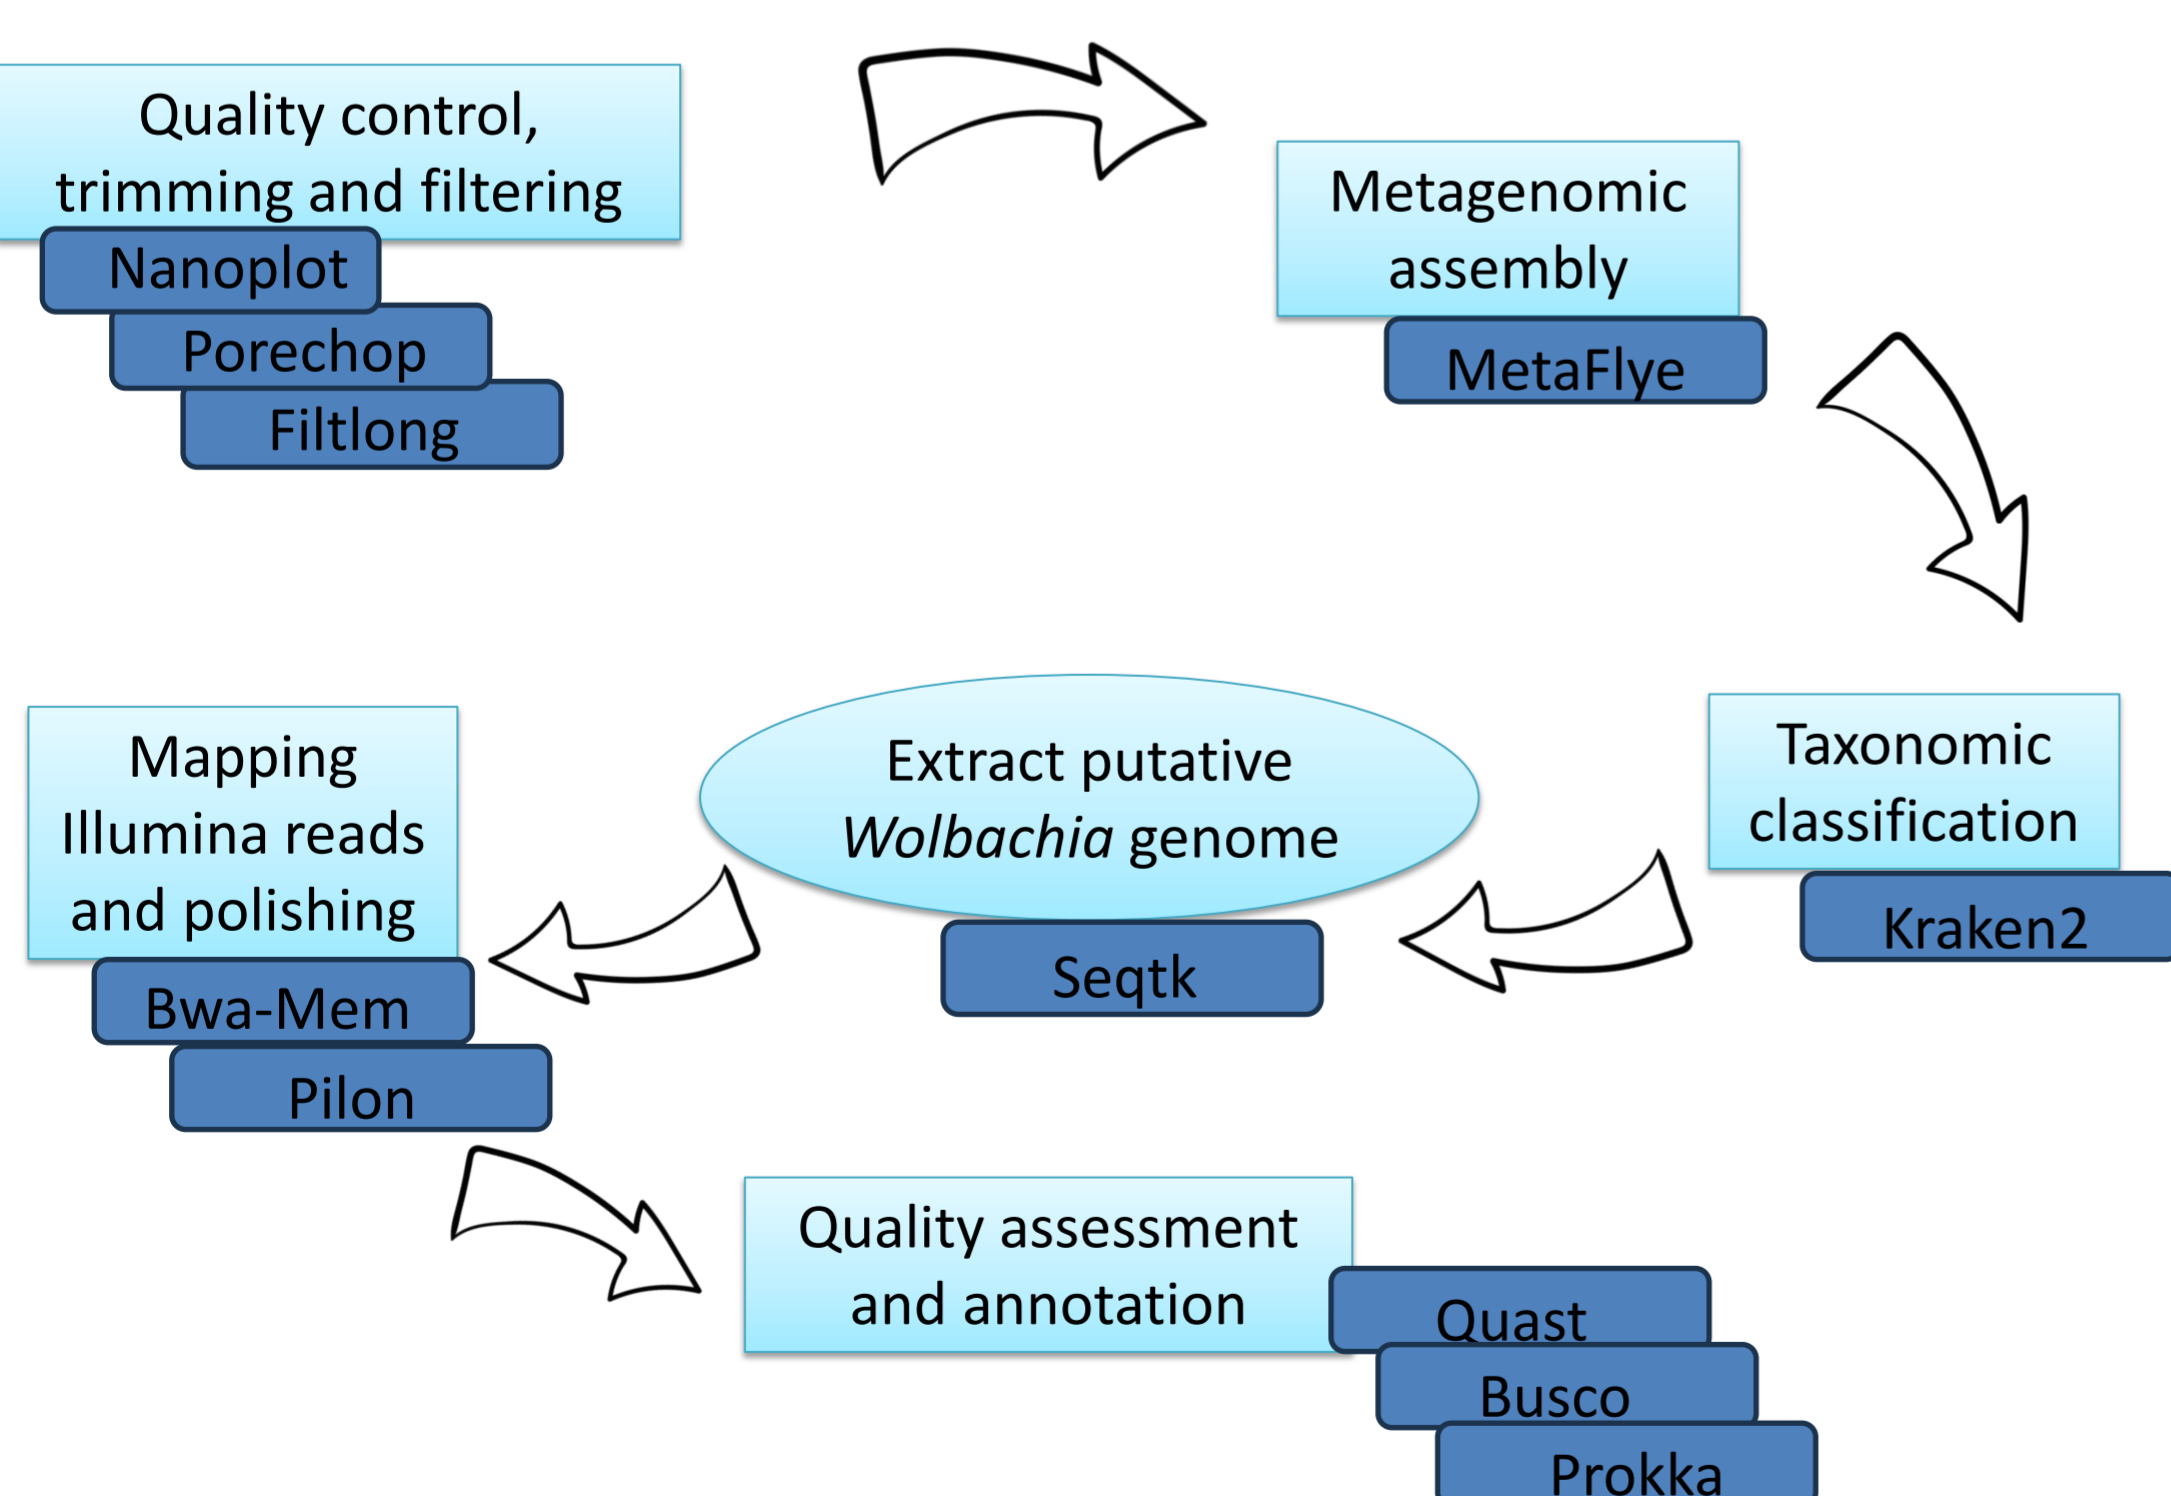 Quality control,
trimming and filtering
Nanoplot
Porechop
Filtlong
Metagenomic
assembly
MetaFlye
Taxonomic
classification
Kraken2
Extract putative
Wolbachia genome
Seqtk
Mapping
Illumina reads
and polishing
Bwa-Mem
Pilon
Quality assessment
and annotation
Quast
Busco
Prokka